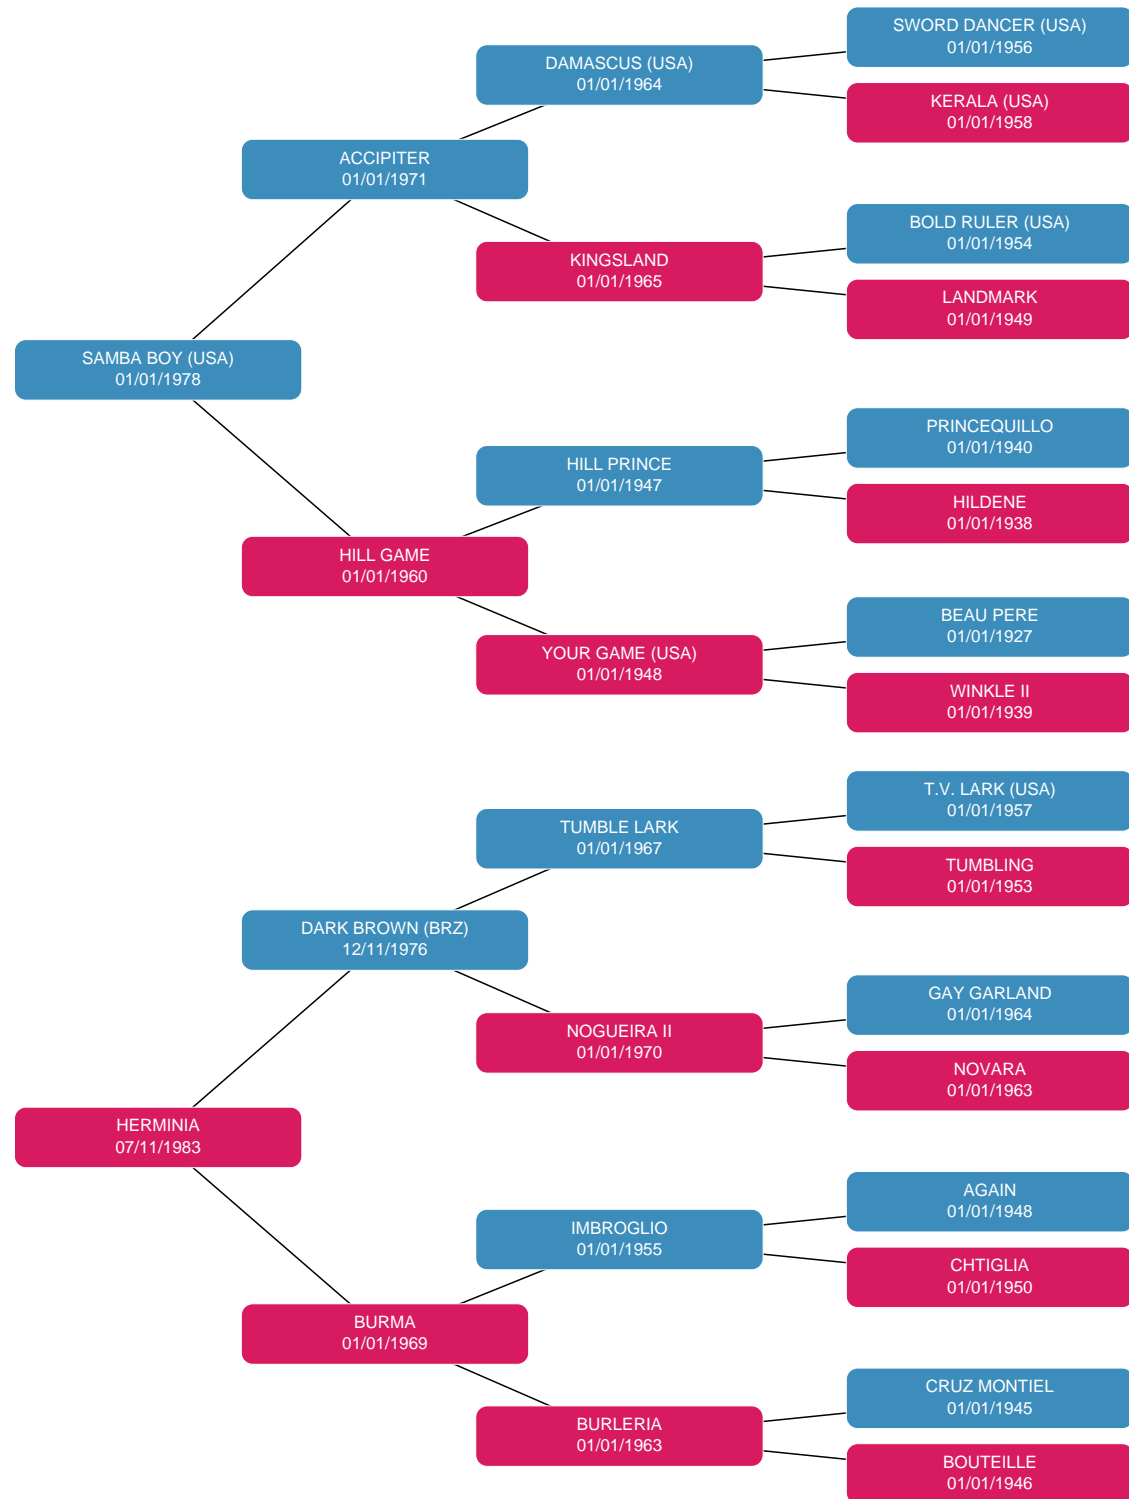 SWORD DANCER (USA)
01/01/1956
DAMASCUS (USA)
01/01/1964
KERALA (USA)
01/01/1958
ACCIPITER
01/01/1971
BOLD RULER (USA)
01/01/1954
KINGSLAND
01/01/1965
LANDMARK
01/01/1949
SAMBA BOY (USA)
01/01/1978
PRINCEQUILLO
01/01/1940
HILL PRINCE
01/01/1947
HILDENE
01/01/1938
HILL GAME
01/01/1960
BEAU PERE
01/01/1927
YOUR GAME (USA)
01/01/1948
WINKLE II
01/01/1939
T.V. LARK (USA)
01/01/1957
TUMBLE LARK
01/01/1967
TUMBLING
01/01/1953
DARK BROWN (BRZ)
12/11/1976
GAY GARLAND
01/01/1964
NOGUEIRA II
01/01/1970
NOVARA
01/01/1963
HERMINIA
07/11/1983
AGAIN
01/01/1948
IMBROGLIO
01/01/1955
CHTIGLIA
01/01/1950
BURMA
01/01/1969
CRUZ MONTIEL
01/01/1945
BURLERIA
01/01/1963
BOUTEILLE
01/01/1946